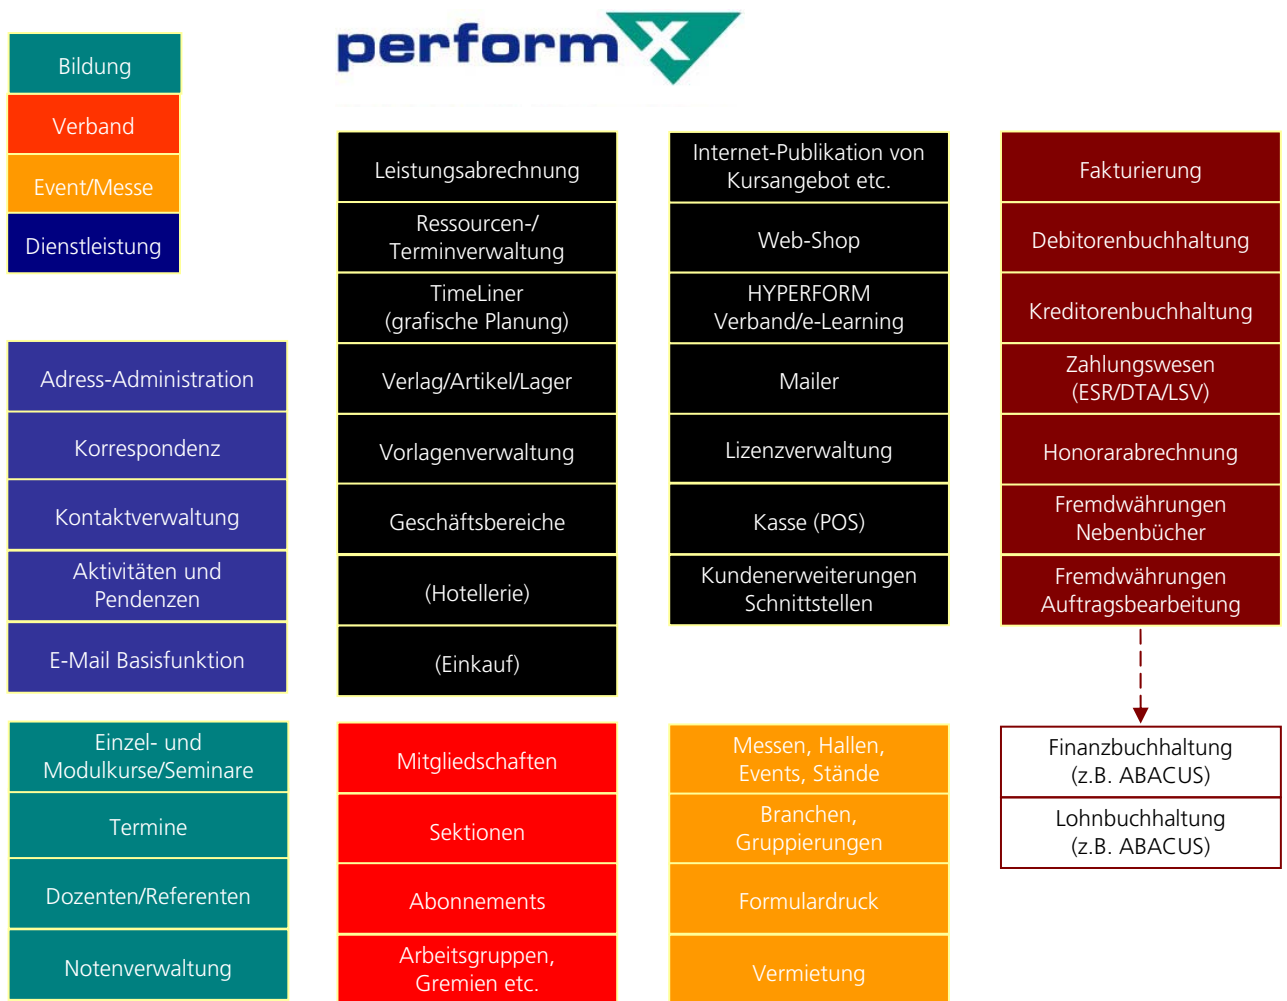 performX
Bildung
Verband
Event/Messe
Dienstleistung
Adress-Administration
Korrespondenz
Kontaktverwaltung
Aktivitäten und
Pendenzen
E-Mail Basisfunktion
Leistungsabrechnung
Ressourcen-/
Terminverwaltung
TimeLiner
(grafische Planung)
Verlag/Artikel/Lager
Vorlagenverwaltung
Geschäftsbereiche
(Hotellerie)
(Einkauf)
Internet-Publikation von
Kursangebot etc.
Web-Shop
HYPERFORM
Verband/e-Learning
Mailer
Lizenzverwaltung
Kasse (POS)
Kundenerweiterungen
Schnittstellen
Fakturierung
Debitorenbuchhaltung
Kreditorenbuchhaltung
Zahlungswesen
(ESR/DTA/LSV)
Honorarabrechnung
Fremdwährungen
Nebenbücher
Fremdwährungen
Auftragsbearbeitung
Einzel- und
Modulkurse/Seminare
Termine
Dozenten/Referenten
Notenverwaltung
Mitgliedschaften
Sektionen
Abonnements
Arbeitsgruppen,
Gremien etc.
Messen, Hallen,
Events, Stände
Branchen,
Gruppierungen
Formulardruck
Vermietung
Finanzbuchhaltung
(z.B. ABACUS)
Lohnbuchhaltung
(z.B. ABACUS)